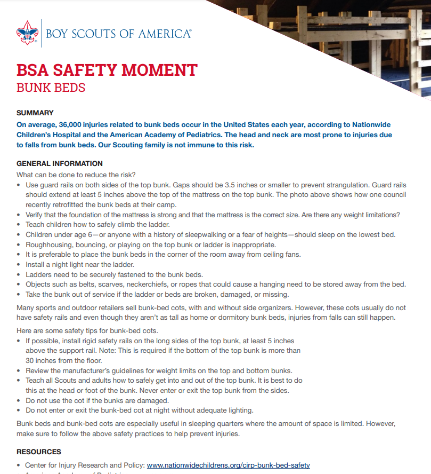 BOY SCOUTS OF AMERICA®
BSA SAFETY MOMENT
BUNK BEDS
SUMMARY
On average, 36,000 injuries related to bunk beds occur in the United States each year, according to Nationwide
Children's Hospital and the American Academy of Pediatrics. The head and neck are most prone to injuries due
to falls from bunk beds. Our Scouting family is not immune to this risk.
GENERAL INFORMATION
What can be done to reduce the risk?
• Use guard rails on both sides of the top bunk. Gaps should be 3.5 inches or smaller to prevent strangulation. Guard rails
should extend at least 5 inches above the top of the mattress on the top bunk. The photo above shows how one council
recently retrofitted the bunk beds at their camp.
• Verify that the foundation of the mattress is strong and that the mattress is the correct size. Are there any weight limitations?
• Teach children how to safely climb the ladder.
• Children under age 6—or anyone with a history of sleepwalking or a fear of heights—should sleep on the lowest bed.
• Roughhousing, bouncing, or playing on the top bunk or ladder is inappropriate.
• It is preferable to place the bunk beds in the corner of the room away from ceiling fans.
• Install a night light near the ladder.
• Ladders need to be securely fastened to the bunk beds.
• Objects such as belts, scarves, neckerchiefs, or ropes that could cause a hanging need to be stored away from the bed.
• Take the bunk out of service if the ladder or beds are broken, damaged, or missing.
Many sporting and outdoor retailers sell bunk-bed cots, with and without side organizers. However, these cots usually do not
have safety rails and even though they aren't as tall as home or dormitory bunk beds, injuries from falls can still happen.
Here are some safety tips for bunk-bed cots.
• If possible, install rigid safety rails on the long sides of the top bunk, at least 5 inches
above the support rail. Note: This is required if the bottom of the top bunk is more than
30 inches from the floor.
• Review the manufacturer's guidelines for weight limits on the top and bottom bunks.
• Teach all Scouts and adults how to safely get into and out of the top bunk. It is best to do
this at the head or foot of the bunk. Never enter or exit the top bunk from the sides.
• Do not use the cot if the bunks are damaged.
• Do not enter or exit the bunk-bed cot at night without adequate lighting.
Bunk beds and bunk-bed cots are especially useful in sleeping quarters where the amount of space is limited. However,
make sure to follow the above safety practices to help prevent injuries.
RESOURCES
• Center for Injury Research and Policy: www.nationwidechildrens.org/cirp-bunk-bed-safety